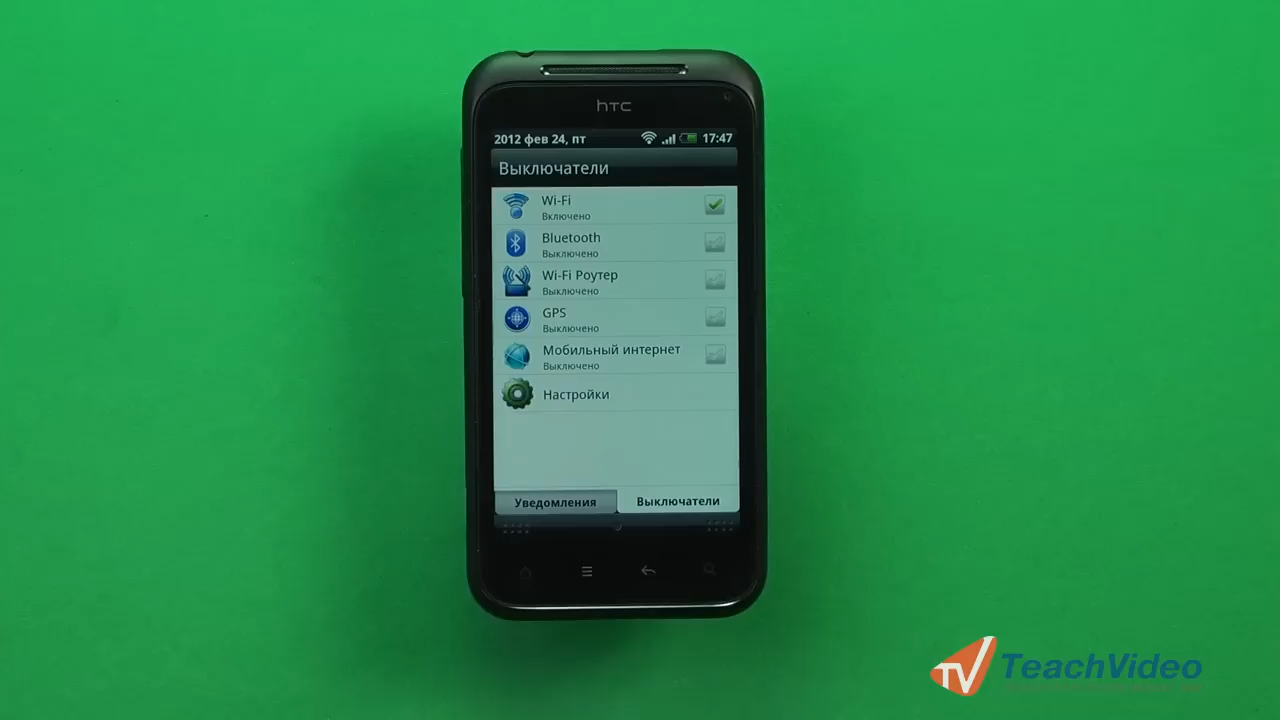 hTC
2012 фев 24, пт 17:47
Выключатели
Wi-Fi
Включено
Bluetooth
Выключено
Wi-Fi Роутер
Выключено
GPS
Выключено
Мобильный интернет
Выключено
Настройки
Уведомления Выключатели
TV TeachVideo